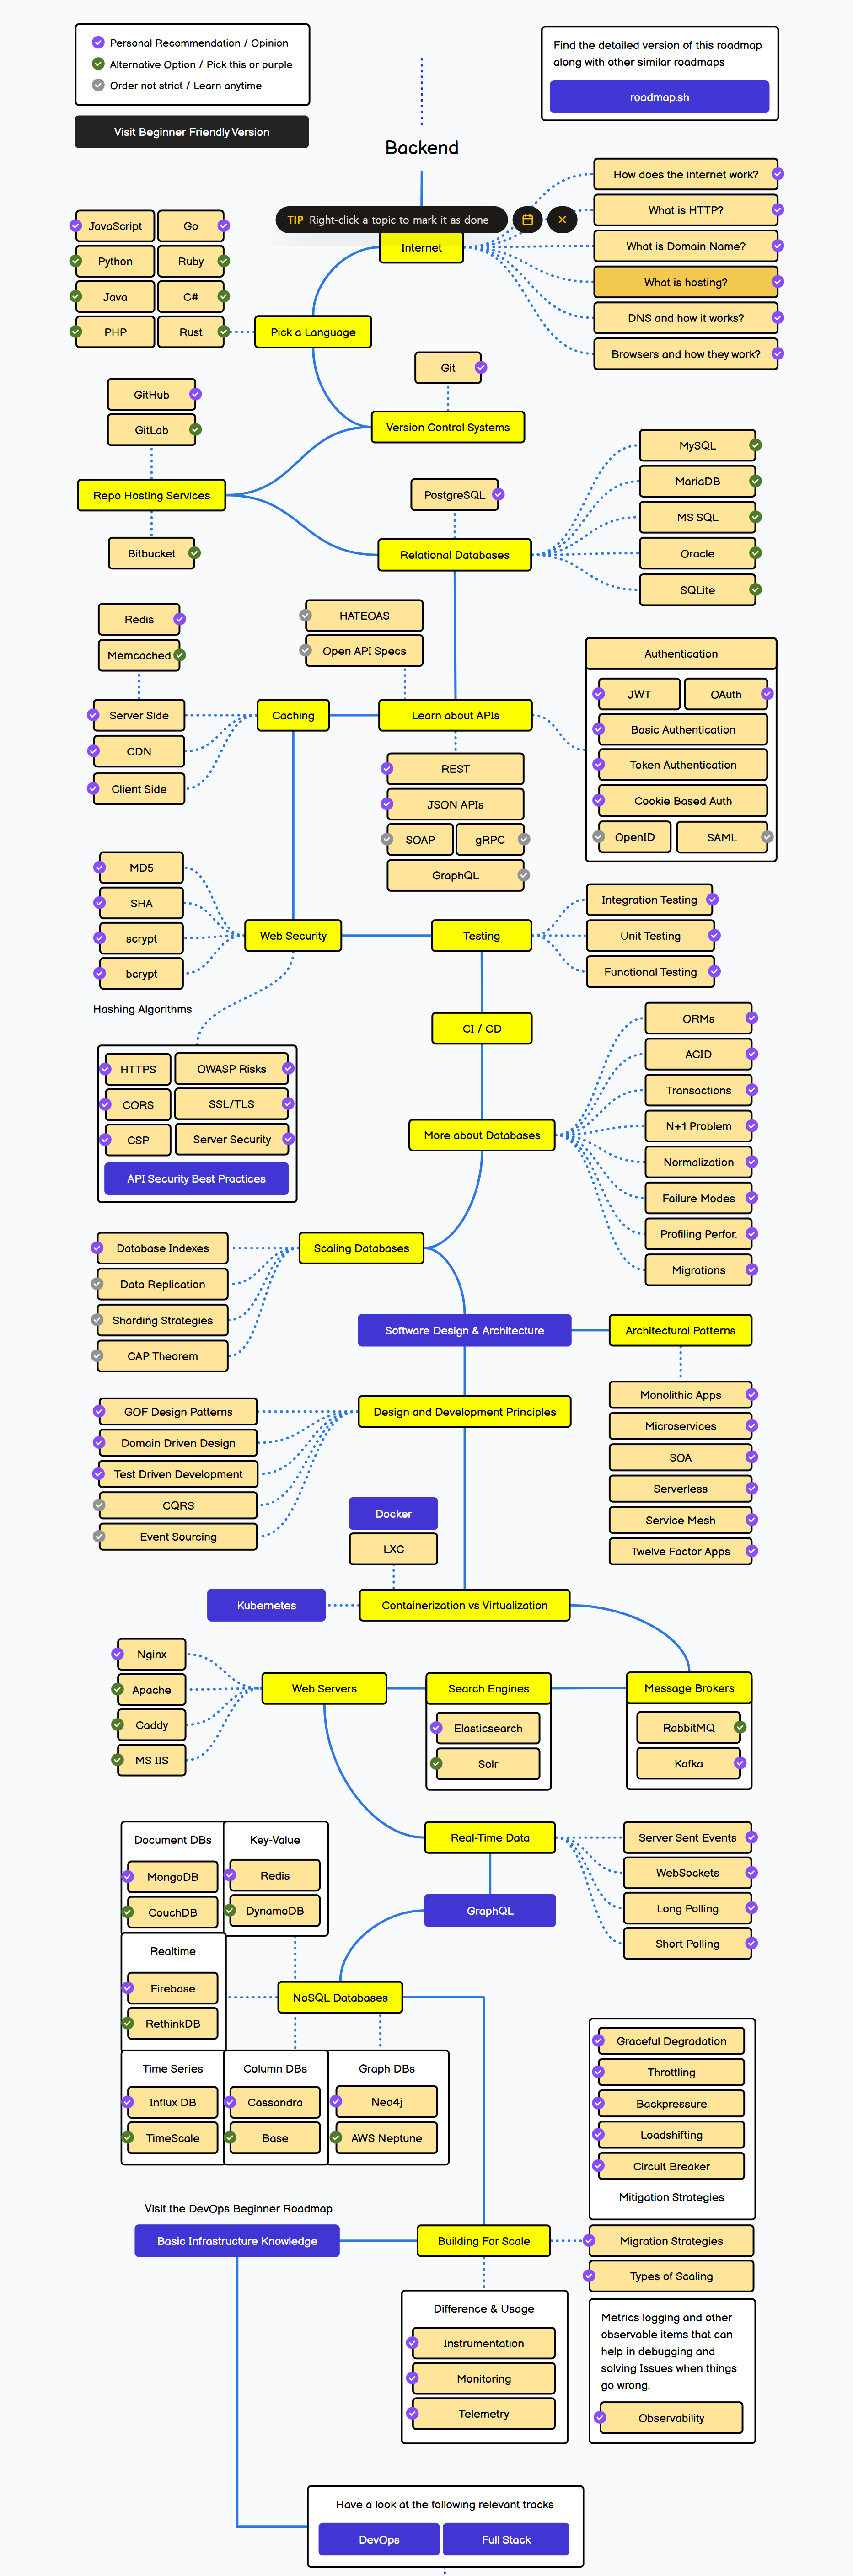 Personal Recommendation / Opinion
Alternative Option / Pick this or purple
Order not strict / Learn anytime
Visit Beginner Friendly Version
Find the detailed version of this roadmap
along with other similar roadmaps
roadmap.sh
Backend
TIP Right-click a topic to mark it as done
Internet
How does the internet work?
What is HTTP?
What is Domain Name?
What is hosting?
DNS and how it works?
Browsers and how they work?
JavaScript
Go
Python
Ruby
Java
C#
PHP
Rust
Pick a Language
Git
Version Control Systems
GitHub
GitLab
Repo Hosting Services
Bitbucket
PostgreSQL
Relational Databases
MySQL
MariaDB
MS SQL
Oracle
SQLite
Redis
Memcached
Server Side
CDN
Client Side
Caching
HATEOAS
Open API Specs
Learn about APIs
REST
JSON APIs
SOAP
gRPC
GraphQL
Authentication
JWT
OAuth
Basic Authentication
Token Authentication
Cookie Based Auth
OpenID
SAML
MD5
SHA
scrypt
bcrypt
Hashing Algorithms
Web Security
Testing
Integration Testing
Unit Testing
Functional Testing
CI / CD
HTTPS
OWASP Risks
CORS
SSL/TLS
CSP
Server Security
API Security Best Practices
More about Databases
ORMs
ACID
Transactions
N+1 Problem
Normalization
Failure Modes
Profiling Perfor.
Migrations
Scaling Databases
Database Indexes
Data Replication
Sharding Strategies
CAP Theorem
Software Design & Architecture
Architectural Patterns
Monolithic Apps
Microservices
SOA
Serverless
Service Mesh
Twelve Factor Apps
Design and Development Principles
GOF Design Patterns
Domain Driven Design
Test Driven Development
CQRS
Event Sourcing
Docker
LXC
Kubernetes
Containerization vs Virtualization
Nginx
Apache
Caddy
MS IIS
Web Servers
Search Engines
Elasticsearch
Solr
Message Brokers
RabbitMQ
Kafka
Real-Time Data
Server Sent Events
WebSockets
Long Polling
Short Polling
GraphQL
Document DBs
MongoDB
CouchDB
Key-Value
Redis
DynamoDB
Realtime
Firebase
RethinkDB
NoSQL Databases
Time Series
Influx DB
TimeScale
Column DBs
Cassandra
Base
Graph DBs
Neo4j
AWS Neptune
Graceful Degradation
Throttling
Backpressure
Loadshifting
Circuit Breaker
Mitigation Strategies
Visit the DevOps Beginner Roadmap
Basic Infrastructure Knowledge
Building For Scale
Migration Strategies
Types of Scaling
Difference & Usage
Instrumentation
Monitoring
Telemetry
Metrics logging and other
observable items that can
help in debugging and
solving Issues when things
go wrong.
Observability
Have a look at the following relevant tracks
DevOps
Full Stack